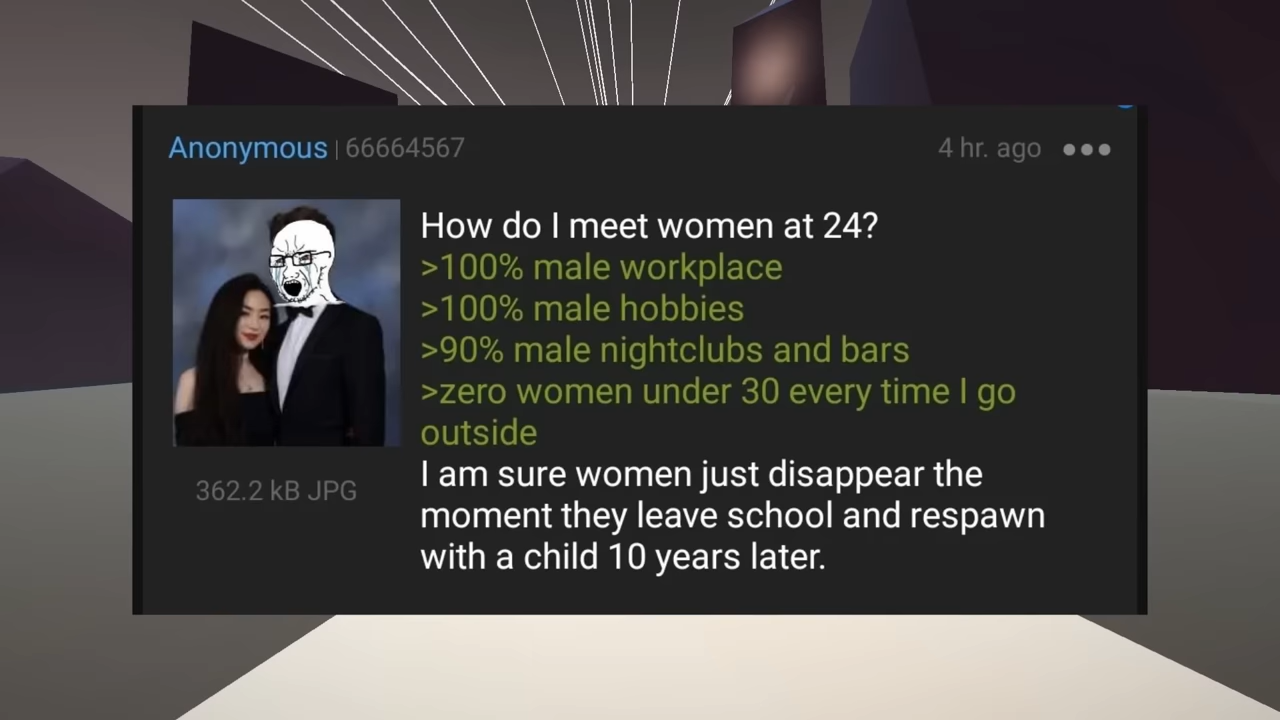 Anonymous | 66664567
4 hr. ago
How do I meet women at 24?
>100% male workplace
>100% male hobbies
>90% male nightclubs and bars
>zero women under 30 every time I go
outside
I am sure women just disappear the
moment they leave school and respawn
with a child 10 years later.
362.2 kB JPG